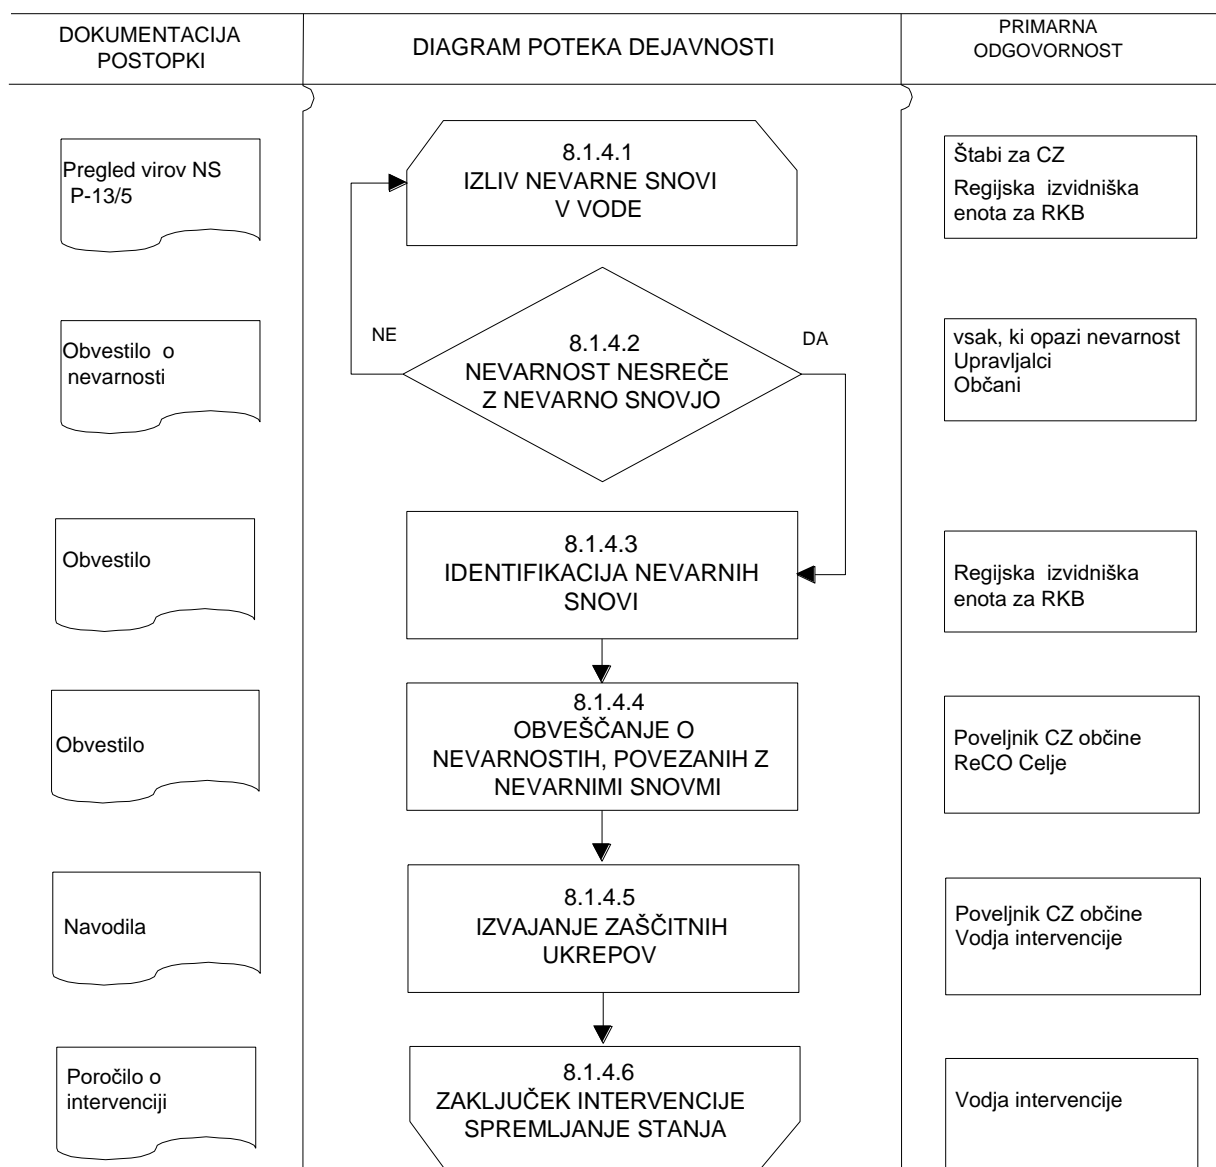 DOKUMENTACIJA
POSTOPKI
DIAGRAM POTEKA DEJAVNOSTI
PRIMARNA
ODGOVORNOST
Pregled virov NS
P-13/5
8.1.4.1
IZLIV NEVARNE SNOVI
V VODE
Štabi za CZ
Regijska izvidniška
enota za RKB
Obvestilo o
nevarnosti
NE
8.1.4.2
NEVARNOST NESREČE
Z NEVARNO SNOVJO
DA
vsak, ki opazi nevarnost
Upravljalci
Občani
Obvestilo
8.1.4.3
IDENTIFIKACIJA NEVARNIH
SNOVI
Regijska izvidniška
enota za RKB
Obvestilo
8.1.4.4
OBVEŠČANJE O
NEVARNOSTIH, POVEZANIH Z
NEVARNIMI SNOVMI
Poveljnik CZ občine
ReCO Celje
Navodila
8.1.4.5
IZVAJANJE ZAŠČITNIH
UKREPOV
Poveljnik CZ občine
Vodja intervencije
Poročilo o
intervenciji
8.1.4.6
ZAKLJUČEK INTERVENCIJE
SPREMLJANJE STANJA
Vodja intervencije